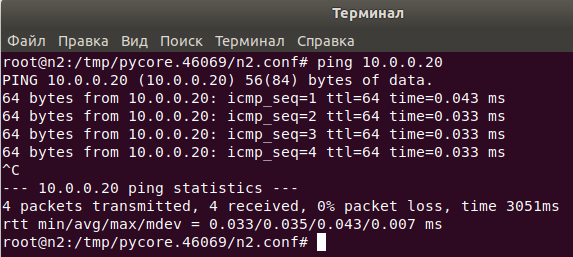 Терминал
Файл Правка Вид Поиск Терминал Справка
root@n2:/tmp/pycore.46069/n2.conf# ping 10.0.0.20
PING 10.0.0.20 (10.0.0.20) 56(84) bytes of data.
64 bytes from 10.0.0.20: icmp_seq=1 ttl=64 time=0.043 ms
64 bytes from 10.0.0.20: icmp_seq=2 ttl=64 time=0.033 ms
64 bytes from 10.0.0.20: icmp_seq=3 ttl=64 time=0.033 ms
64 bytes from 10.0.0.20: icmp_seq=4 ttl=64 time=0.033 ms
^C
--- 10.0.0.20 ping statistics ---
4 packets transmitted, 4 received, 0% packet loss, time 3051ms
rtt min/avg/max/mdev = 0.033/0.035/0.043/0.007 ms
root@n2:/tmp/pycore.46069/n2.conf#